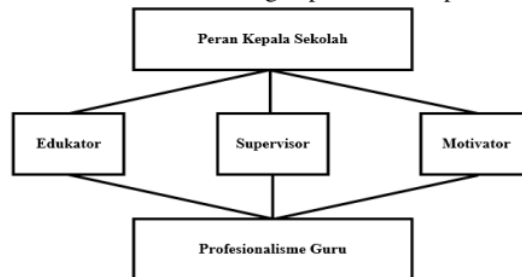 Peran Kepala Sekolah
Edukator
Supervisor
Motivator
Profesionalisme Guru